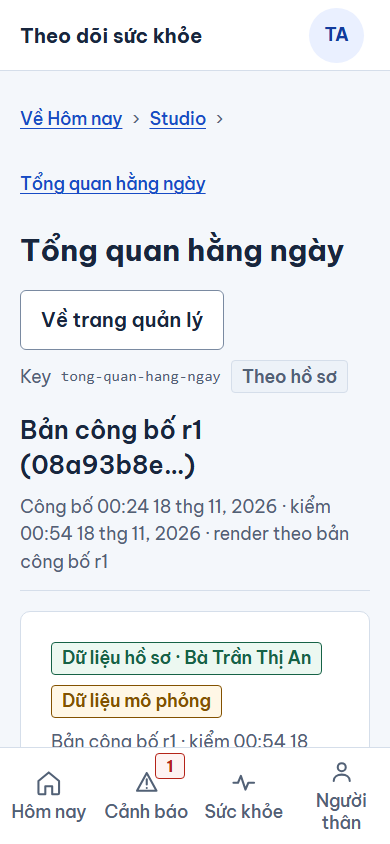 Theo dõi sức khỏe
TA
Về Hôm nay › Studio ›
Tổng quan hằng ngày
Tổng quan hằng ngày
Về trang quản lý
Key tong-quan-hang-ngay Theo hồ sơ
Bản công bố r1
(08a93b8e…)
Công bố 00:24 18 thg 11, 2026 · kiểm
00:54 18 thg 11, 2026 · render theo bản
công bố r1
Dữ liệu hồ sơ · Bà Trần Thị An
Dữ liệu mô phỏng
Bản công bố r1 · kiểm 00:54 18
1
Hôm nay
Cảnh báo
Sức khỏe
Người
thân